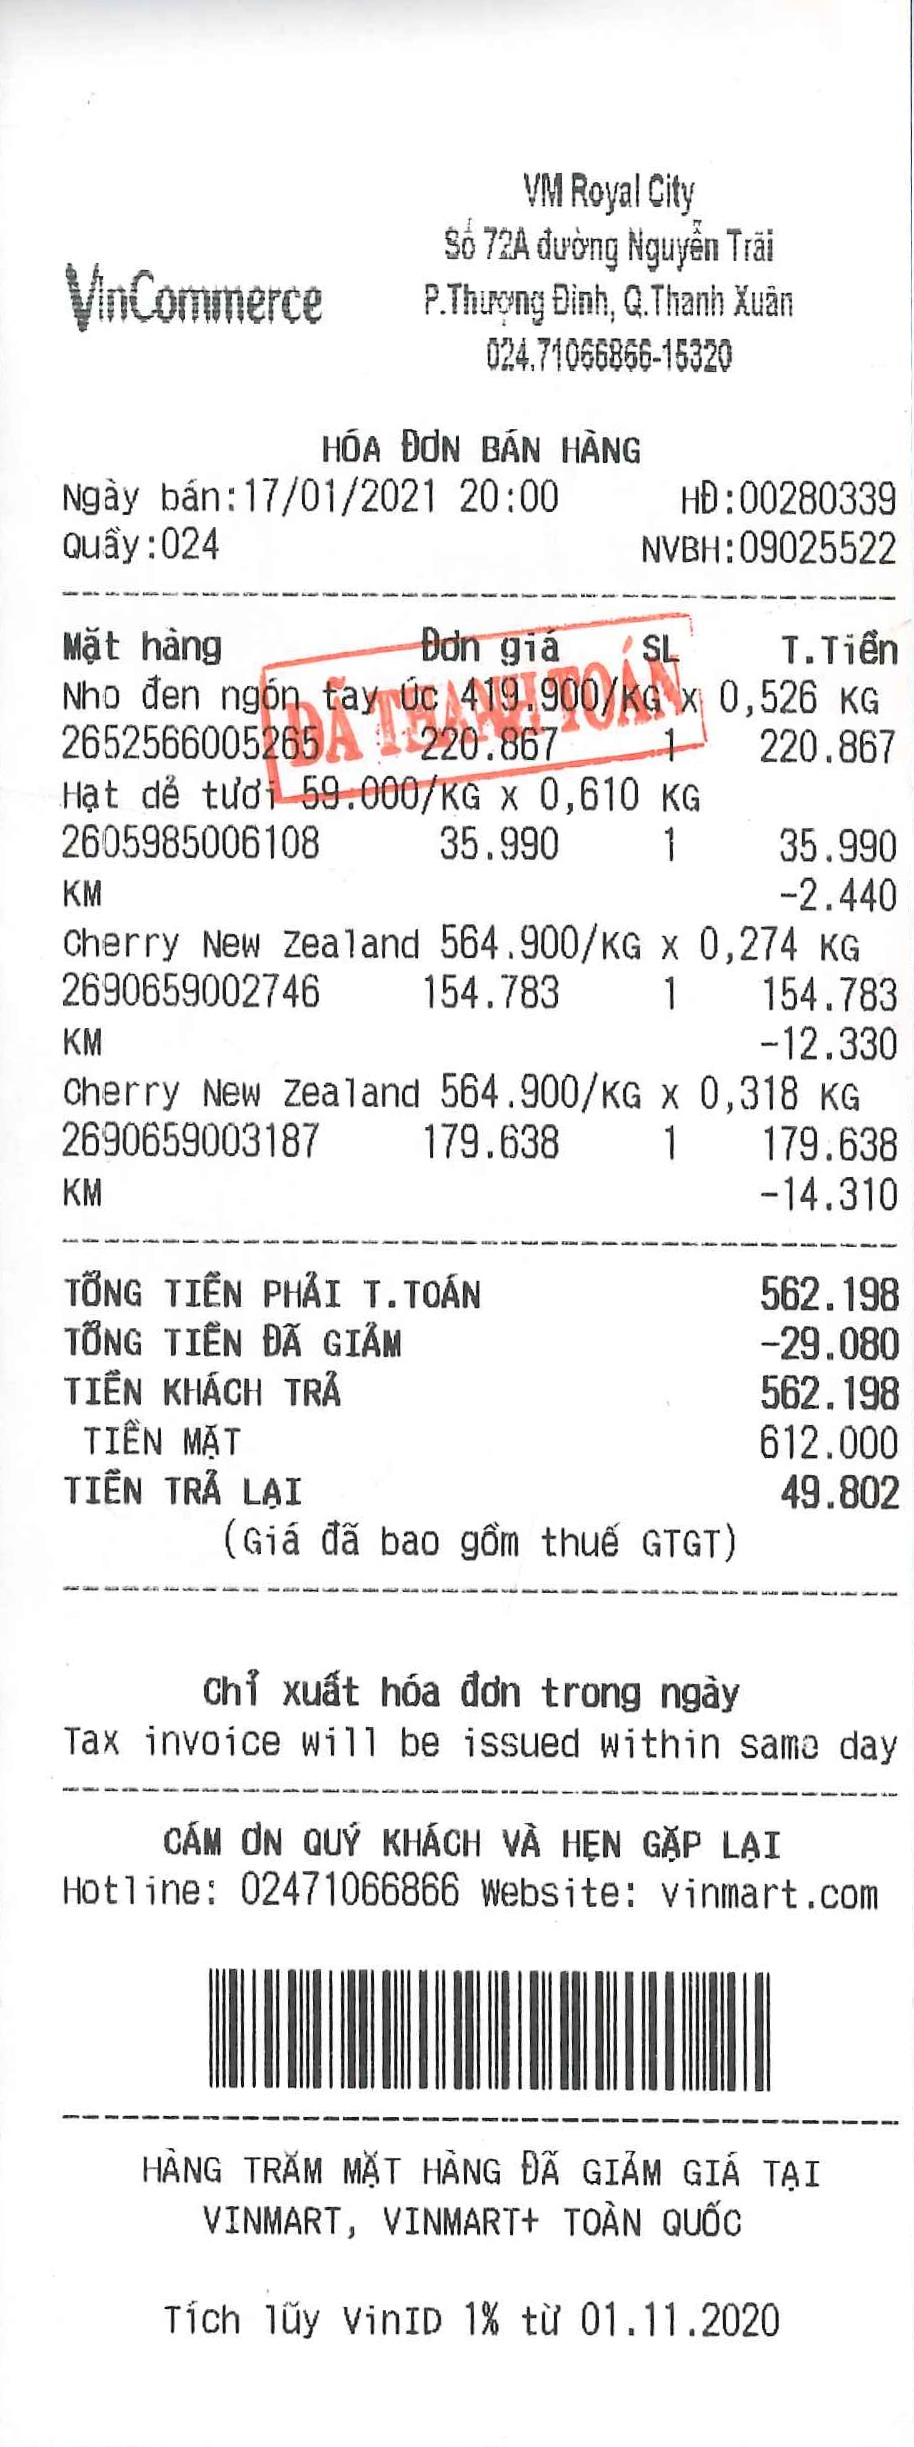 VM Royal City
Số 72A đường Nguyễn Trãi
VinCommerce
P.Thượng Đình, Q.Thanh Xuân
024.71066866-15320
HÓA ĐƠN BÁN HÀNG
Ngày bán:17/01/2021 20:00 HĐ:00280339
Quầy:024 NVBH:09025522
Mặt hàng Đơn giá SL T.Tiền
ĐÃ THANH TOÁN
Nho đen ngón tay Úc 419.900/KG x 0,526 KG
2652566005265 220.867 1 220.867
Hạt dẻ tươi 59.000/KG x 0,610 KG
2605985006108 35.990 1 35.990
KM -2.440
Cherry New Zealand 564.900/KG x 0,274 KG
2690659002746 154.783 1 154.783
KM -12.330
Cherry New Zealand 564.900/KG x 0,318 KG
2690659003187 179.638 1 179.638
KM -14.310
TỔNG TIỀN PHẢI T.TOÁN 562.198
TỔNG TIỀN ĐÃ GIẢM -29.080
TIỀN KHÁCH TRẢ 562.198
TIỀN MẶT 612.000
TIỀN TRẢ LẠI 49.802
(Giá đã bao gồm thuế GTGT)
Chỉ xuất hóa đơn trong ngày
Tax invoice will be issued within same day
CẢM ƠN QUÝ KHÁCH VÀ HẸN GẶP LẠI
Hotline: 02471066866 Website: vinmart.com
HÀNG TRĂM MẶT HÀNG ĐÃ GIẢM GIÁ TẠI
VINMART, VINMART+ TOÀN QUỐC
Tích lũy VinID 1% từ 01.11.2020